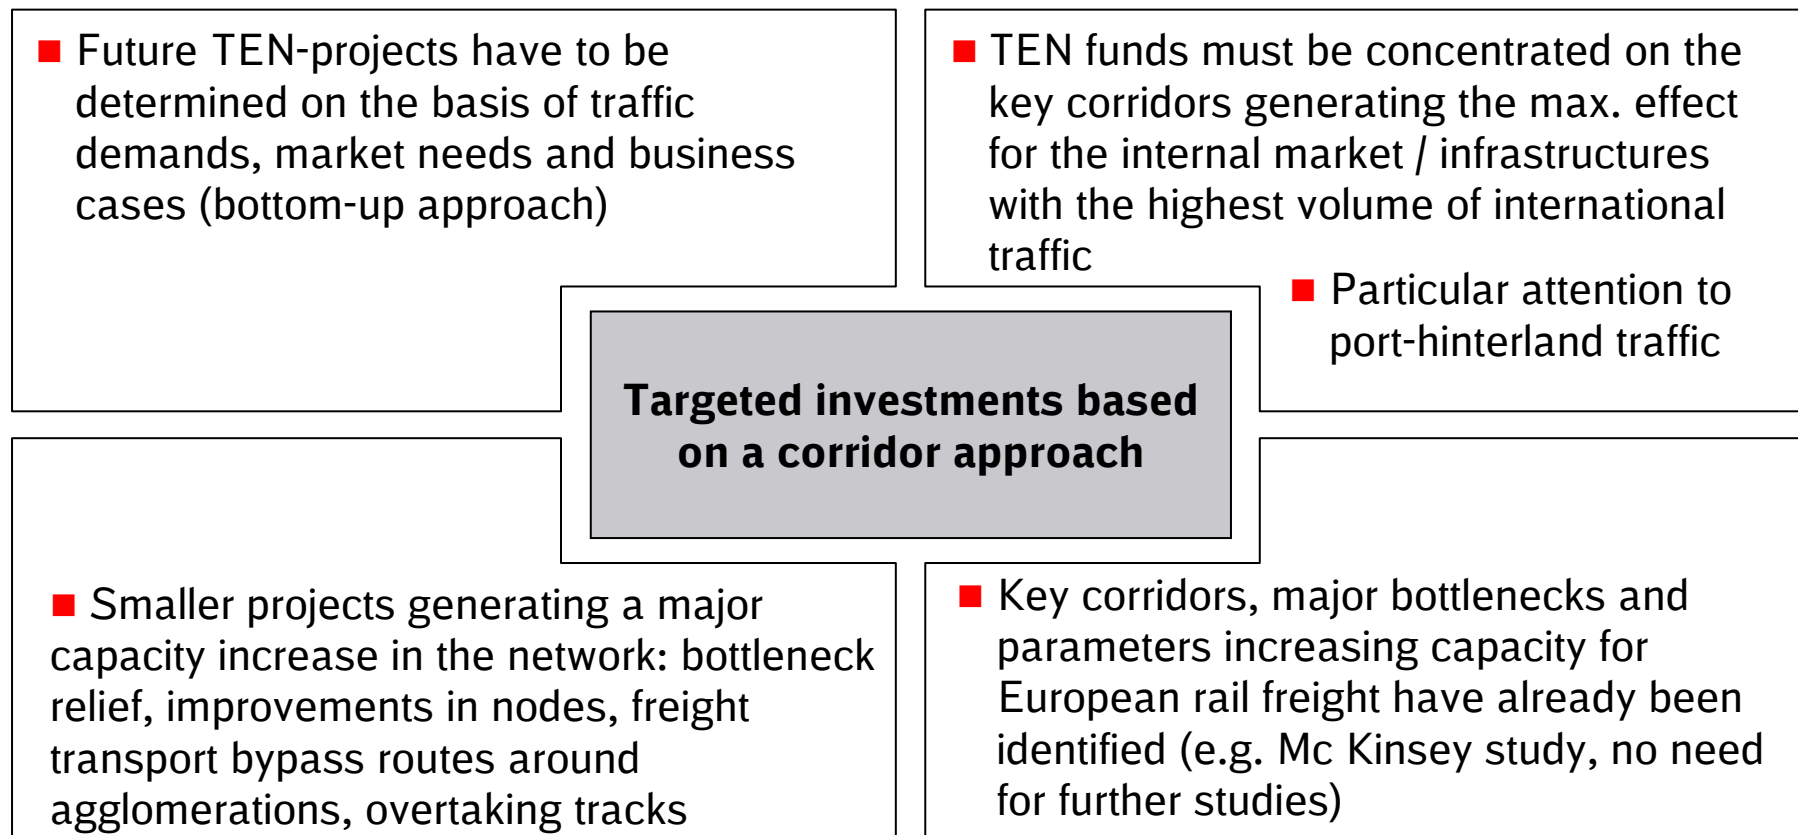 ■ Future TEN-projects have to be
determined on the basis of traffic
demands, market needs and business
cases (bottom-up approach)
■ TEN funds must be concentrated on the
key corridors generating the max. effect
for the internal market / infrastructures
with the highest volume of international
traffic
■ Particular attention to
port-hinterland traffic
Targeted investments based
on a corridor approach
■ Smaller projects generating a major
capacity increase in the network: bottleneck
relief, improvements in nodes, freight
transport bypass routes around
agglomerations, overtaking tracks
■ Key corridors, major bottlenecks and
parameters increasing capacity for
European rail freight have already been
identified (e.g. Mc Kinsey study, no need
for further studies)